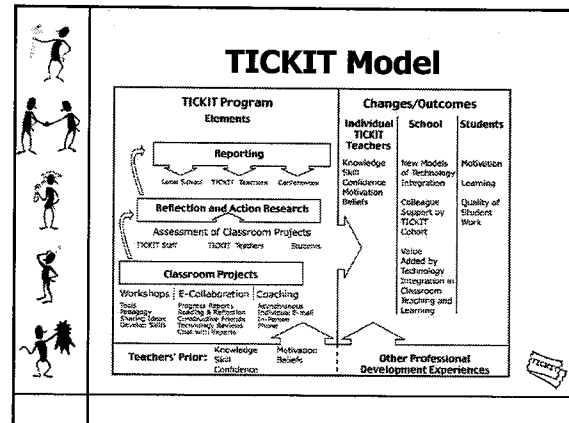 TICKIT Model
TICKIT Program
Elements
Reporting
Local School TICKIT Teachers Conferences
Reflection and Action Research
Assessment of Classroom Projects
TICKIT Staff TICKIT Teachers Students
Classroom Projects
Workshops E-Collaboration Coaching
Tools
Pedagogy
Sharing Ideas
Develop Skills
Progress Reports
Reading & Reflection
Constructive Friends
Technology Reviews
Chat with Experts
Asynchronous
Individual E-mail
In-Person
Phone
Teachers' Prior:
Knowledge
Skill
Confidence
Motivation
Beliefs
Changes/Outcomes
Individual
TICKIT
Teachers
Knowledge
Skill
Confidence
Motivation
Beliefs
School
New Models
of Technology
Integration
Colleague
Support by
TICKIT
Cohort
Value
Added by
Technology
Integration in
Classroom
Teaching and
Learning
Students
Motivation
Learning
Quality of
Student
Work
Other Professional
Development Experiences
TICKIT